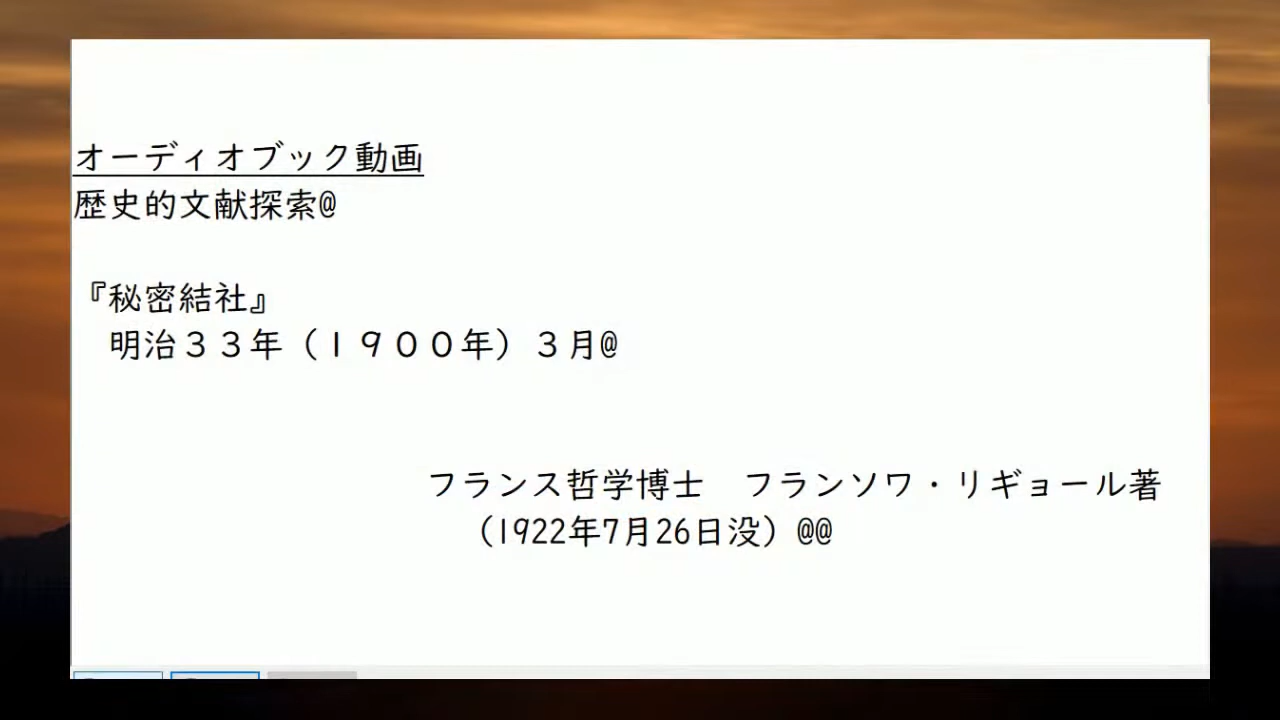 オーディオブック動画
歴史的文献探索@
『秘密結社』
明治３３年（１９００年）３月@
フランス哲学博士　フランソワ・リギョール著
（1922年7月26日没）@@